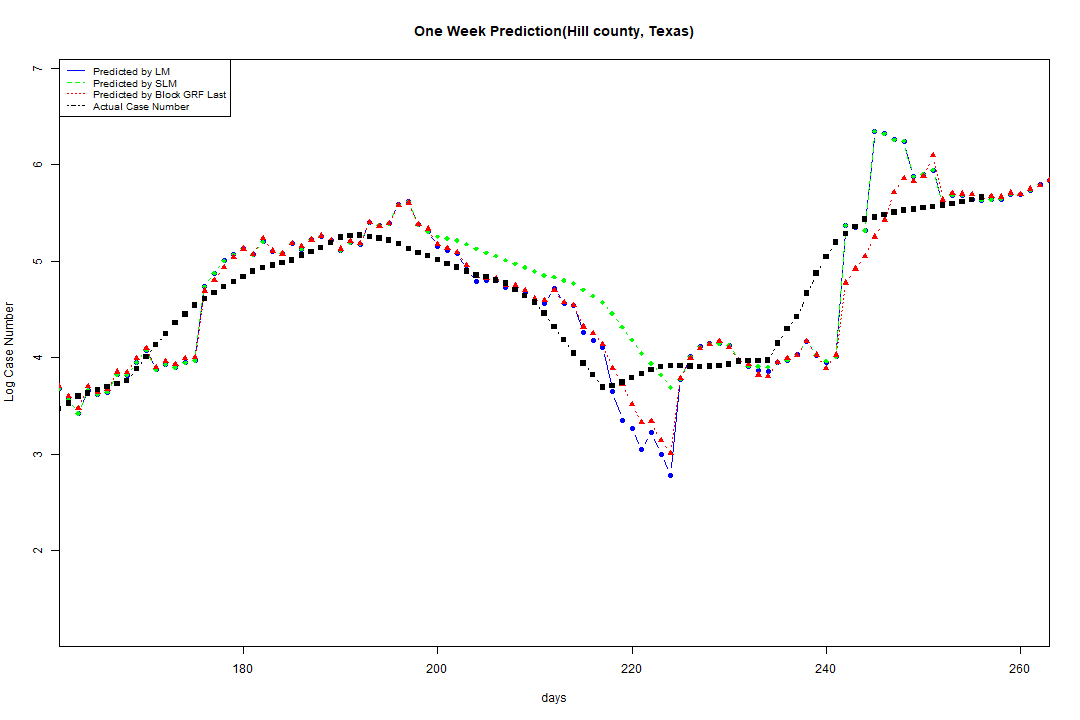 One Week Prediction(Hill county, Texas)
Predicted by LM
Predicted by SLM
Predicted by Block GRF Last
Actual Case Number
7
6
5
4
3
2
Log Case Number
180 200 220 240 260
days